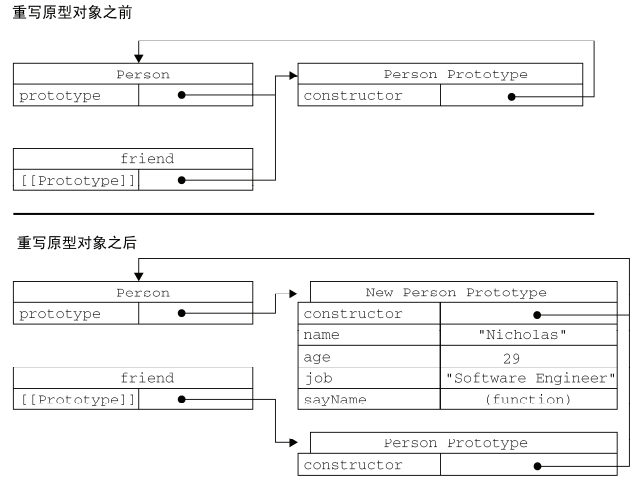 重写原型对象之前
Person
prototype
Person Prototype
constructor
friend
[[Prototype]]
重写原型对象之后
Person
prototype
New Person Prototype
constructor
name "Nicholas"
age 29
job "Software Engineer"
sayName (function)
friend
[[Prototype]]
Person Prototype
constructor